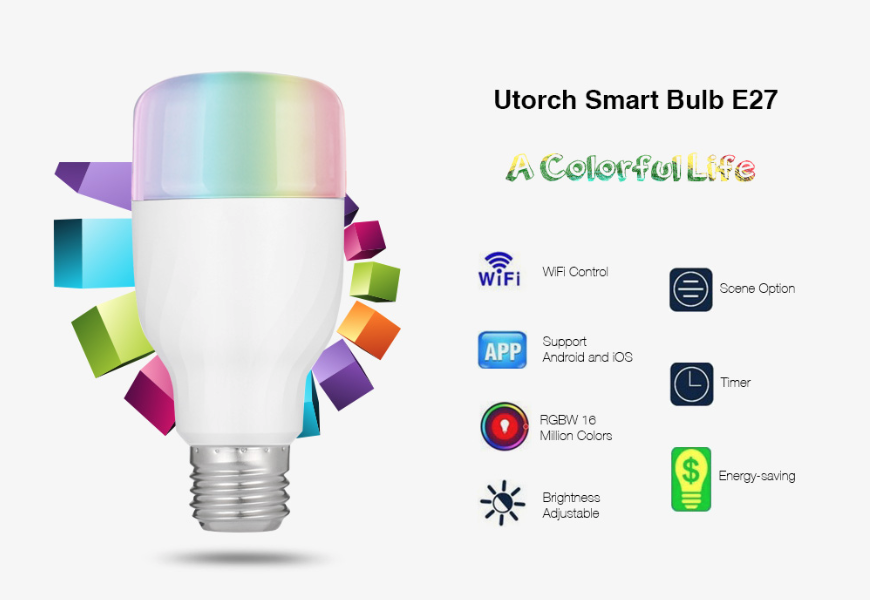 Utorch Smart Bulb E27
A Colorful Life
WiFi
WiFi Control
APP
Support
Android and iOS
RGBW 16
Million Colors
Brightness
Adjustable
Scene Option
Timer
$
Energy-saving